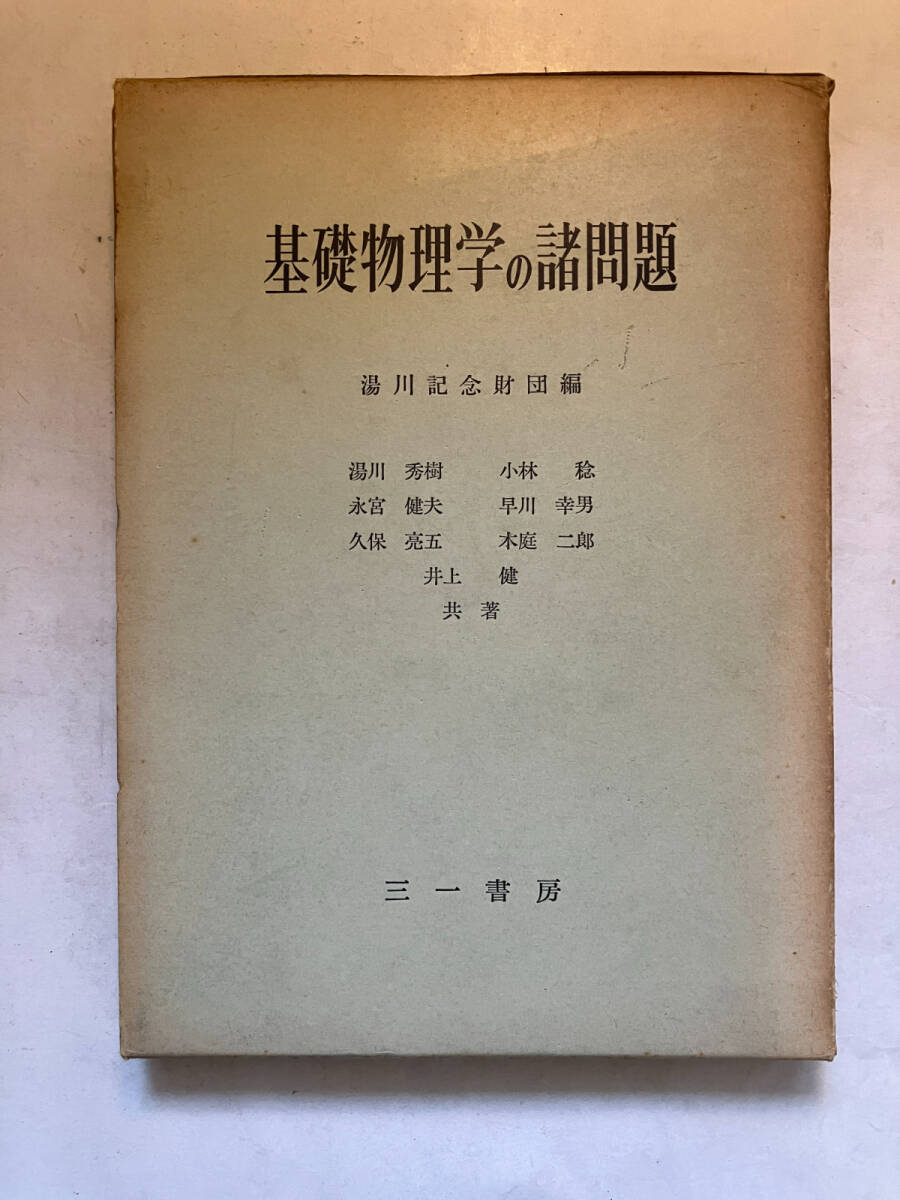 基礎物理学の諸問題
湯川記念財団編
湯川 秀樹 小林 稔
永宮 健夫 早川 幸男
久保 亮五 木庭 二郎
井上 健
共著
三一書房